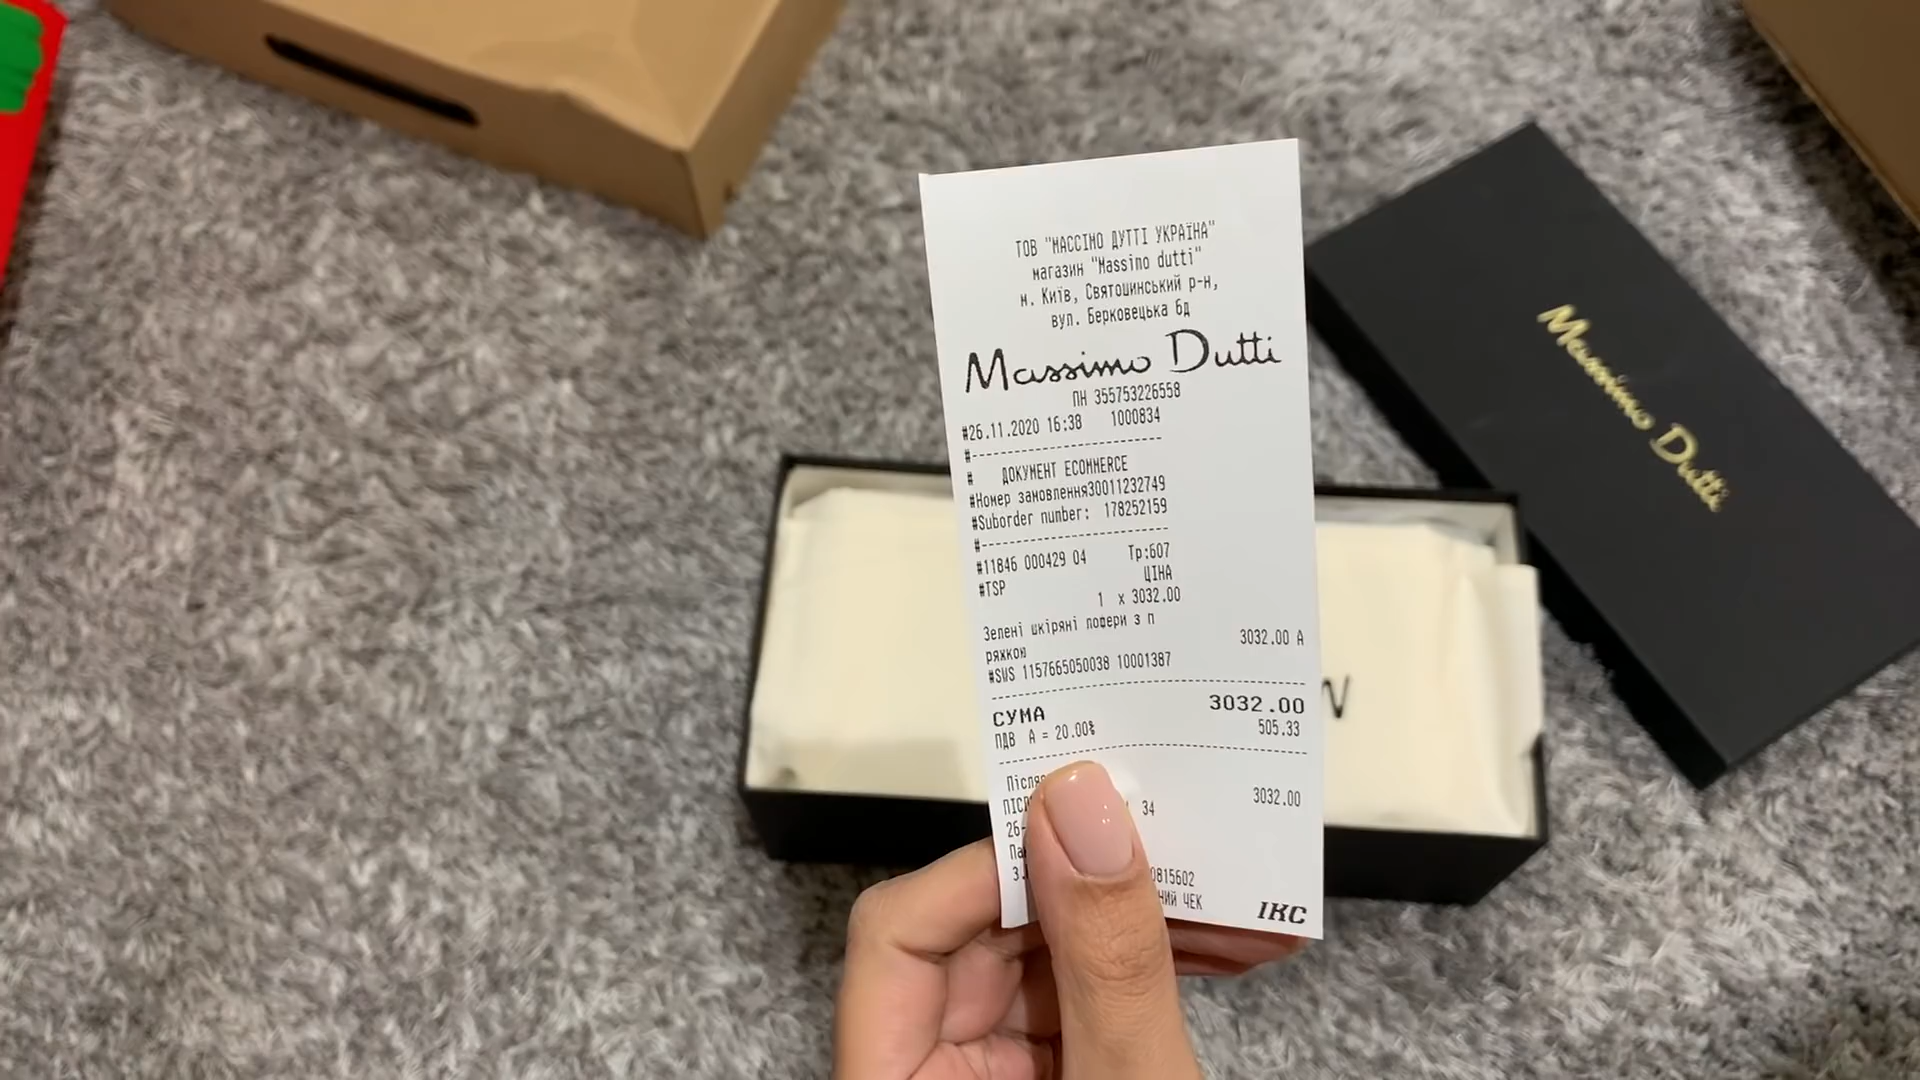 ТОВ "МАССІМО ДУТТІ УКРАЇНА"
магазин "Massimo dutti"
м. Київ, Святошинський р-н,
вул. Берковецька 6д
Massimo Dutti
ПН 355753226558
#26.11.2020 16:38 1000834
#--------------------
# ДОКУМЕНТ ECOMMERCE
#Номер замовлення30011232749
#Suborder number: 178252159
#--------------------
#11846 000429 04 Тр:607
#TSP ЦІНА
1 x 3032.00
Зелені шкіряні лофери з п
ряжкою 3032.00 А
#SWS 1157665050038 10001387
СУМА 3032.00
ПДВ А = 20.00% 505.33
34 3032.00
ЧЕК
ІКС
Massimo Dutti